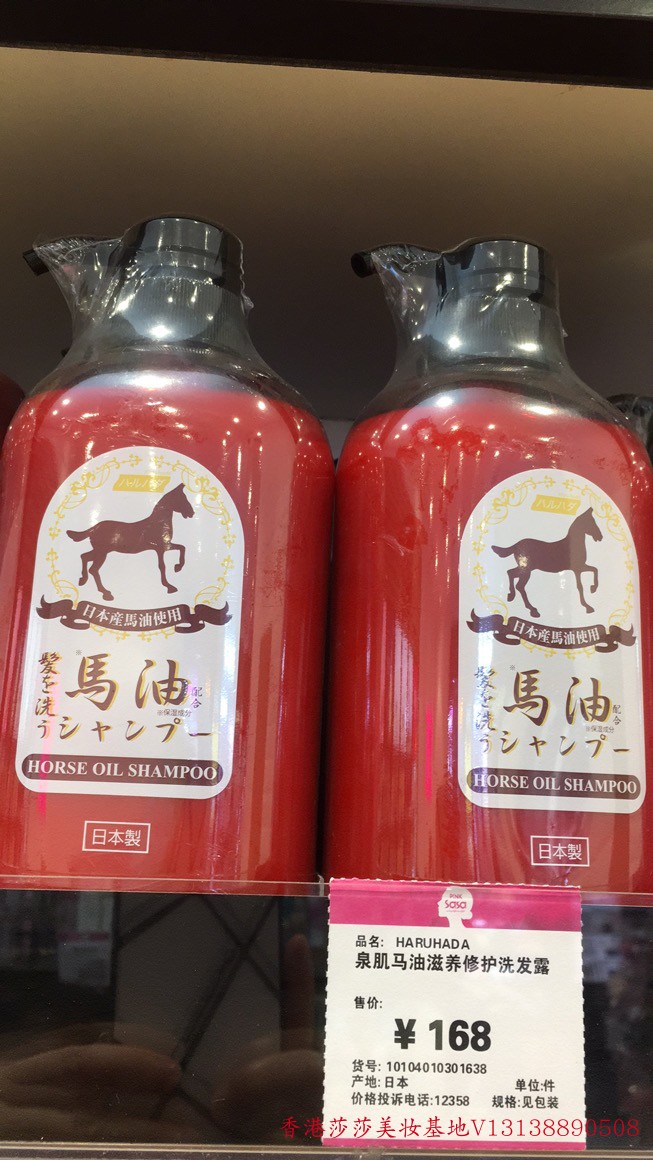 ハルハダ
日本産馬油使用
髪を洗う
※馬油配合
※保湿成分
シャンプー
HORSE OIL SHAMPOO
日本製
ハルハダ
日本産馬油使用
髪を洗う
※馬油配合
※保湿成分
シャンプー
HORSE OIL SHAMPOO
日本製
sasa
品名: HARUHADA
泉肌马油滋养修护洗发露
售价:
¥ 168
货号: 10104010301638
产地: 日本 单位:件
价格投诉电话:12358 规格:见包装
香港莎莎美妆基地V13138890508